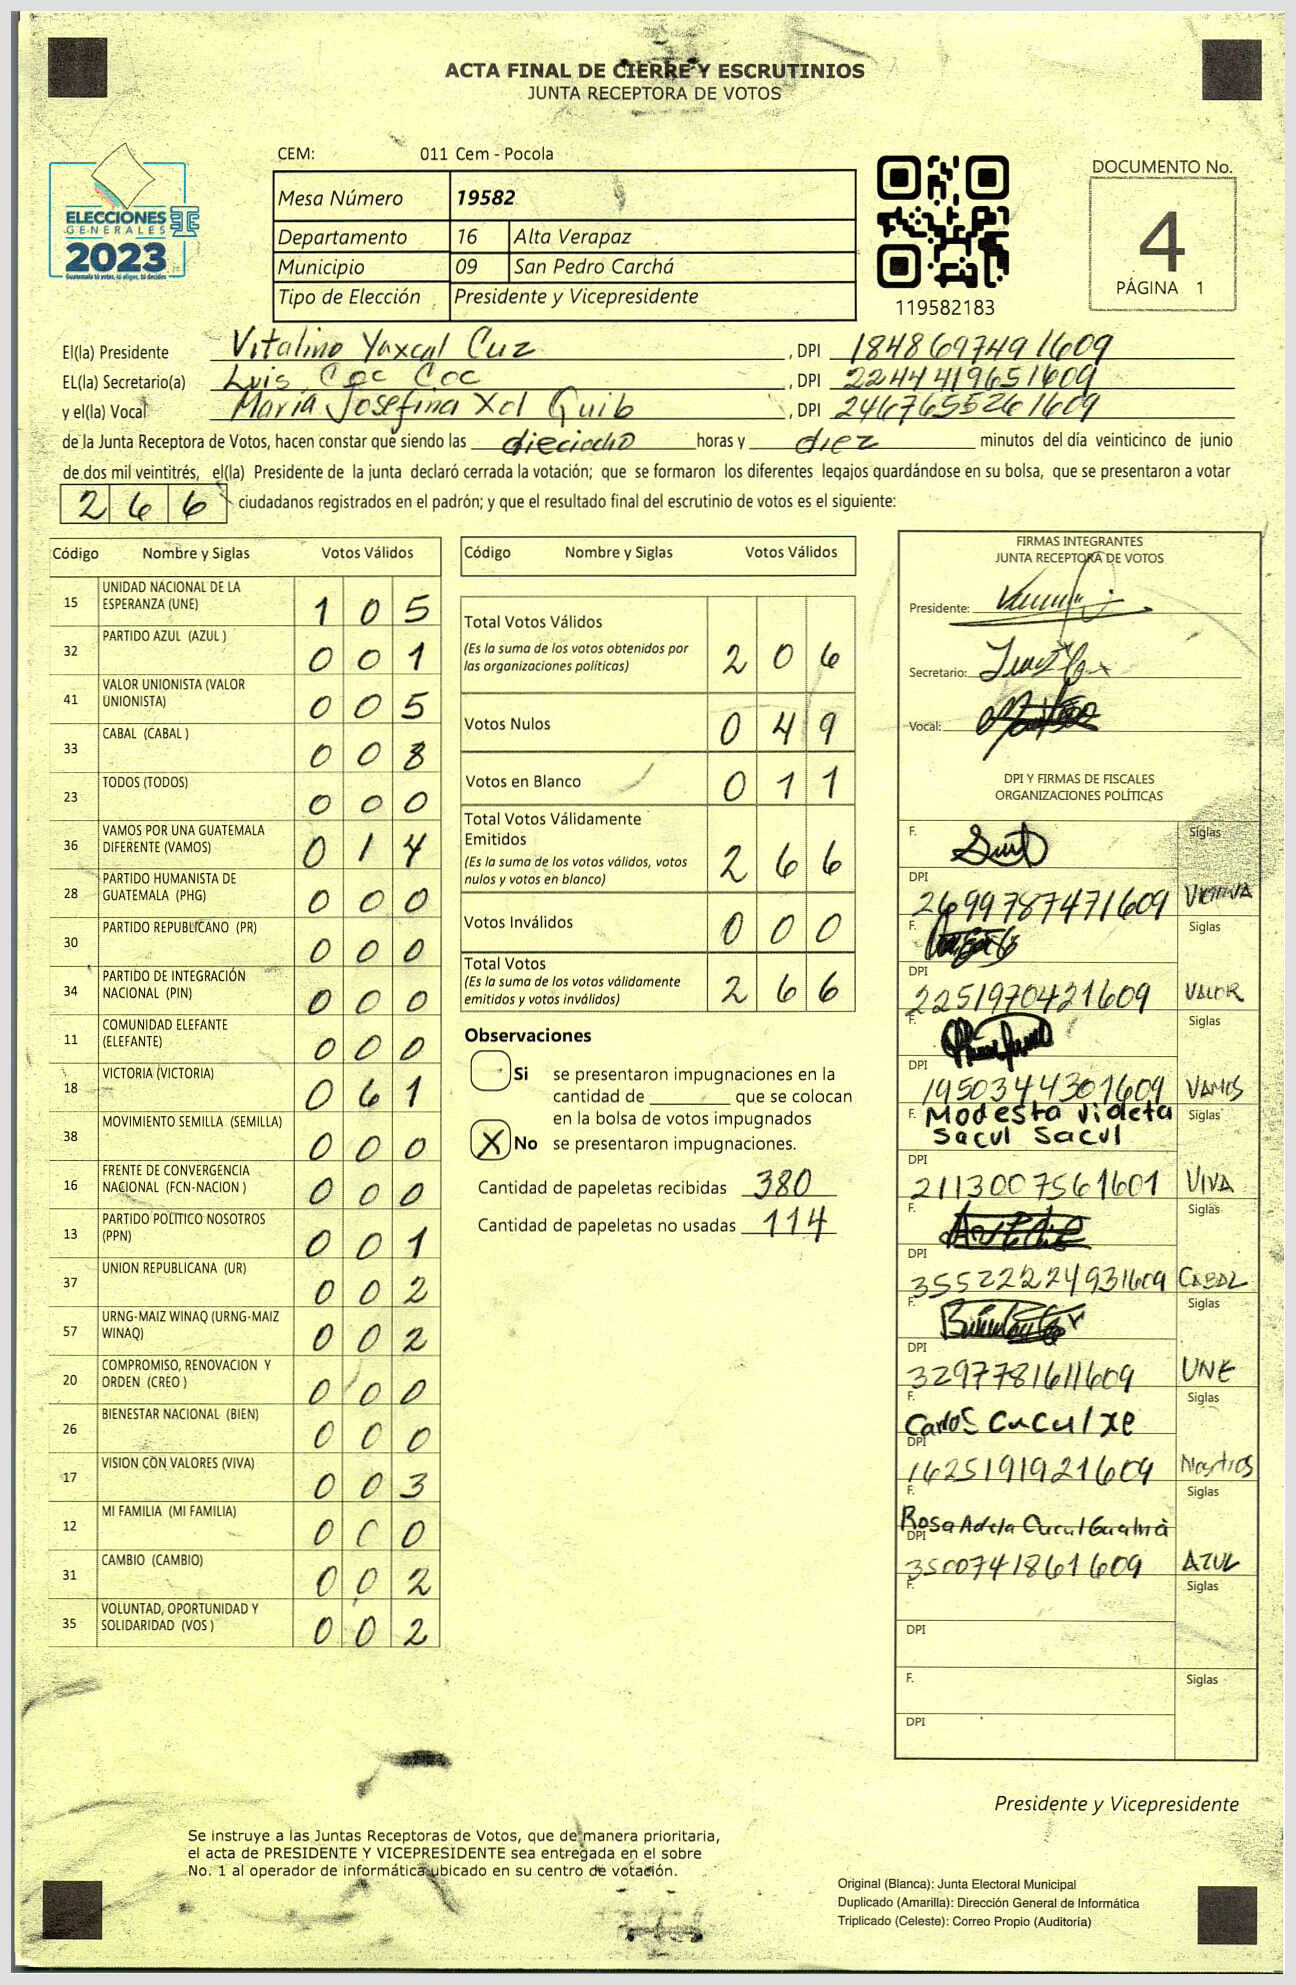 ACTA FINAL DE CIERRE Y ESCRUTINIOS
JUNTA RECEPTORA DE VOTOS
ELECCIONES
GENERALES
2023
Guatemala tú votas, tú eliges, tú decides
CEM: 011 Cem - Pocola
Mesa Número 19582
Departamento 16 Alta Verapaz
Municipio 09 San Pedro Carchá
Tipo de Elección Presidente y Vicepresidente
119582183
DOCUMENTO No.
4
PÁGINA 1
El(la) Presidente Vitalino Yaxcal Cuz , DPI 1848697491609
EL(la) Secretario(a) Luis Coc Coc , DPI 2244419651609
y el(la) Vocal María Josefina Xol Quib , DPI 2467655261609
de la Junta Receptora de Votos, hacen constar que siendo las dieciocho horas y diez minutos del día veinticinco de junio
de dos mil veintitrés, el(la) Presidente de la junta declaró cerrada la votación; que se formaron los diferentes legajos quardándose en su bolsa, que se presentaron a votar
266 ciudadanos registrados en el padrón; y que el resultado final del escrutinio de votos es el siguiente:
Código Nombre y Siglas Votos Válidos
15 UNIDAD NACIONAL DE LA
ESPERANZA (UNE) 1 0 5
32 PARTIDO AZUL (AZUL ) 0 0 1
41 VALOR UNIONISTA (VALOR
UNIONISTA) 0 0 5
33 CABAL (CABAL ) 0 0 8
23 TODOS (TODOS) 0 0 0
36 VAMOS POR UNA GUATEMALA
DIFERENTE (VAMOS) 0 1 4
28 PARTIDO HUMANISTA DE
GUATEMALA (PHG) 0 0 0
30 PARTIDO REPUBLICANO (PR) 0 0 0
34 PARTIDO DE INTEGRACIÓN
NACIONAL (PIN) 0 0 0
11 COMUNIDAD ELEFANTE
(ELEFANTE) 0 0 0
18 VICTORIA (VICTORIA) 0 6 1
38 MOVIMIENTO SEMILLA (SEMILLA) 0 0 0
16 FRENTE DE CONVERGENCIA
NACIONAL (FCN-NACION ) 0 0 0
13 PARTIDO POLITICO NOSOTROS
(PPN) 0 0 1
37 UNION REPUBLICANA (UR) 0 0 2
57 URNG-MAIZ WINAQ (URNG-MAIZ
WINAQ) 0 0 2
20 COMPROMISO, RENOVACION Y
ORDEN (CREO ) 0 0 0
26 BIENESTAR NACIONAL (BIEN) 0 0 0
17 VISION CON VALORES (VIVA) 0 0 3
12 MI FAMILIA (MI FAMILIA) 0 0 0
31 CAMBIO (CAMBIO) 0 0 2
35 VOLUNTAD, OPORTUNIDAD Y
SOLIDARIDAD (VOS ) 0 0 2
Código Nombre y Siglas Votos Válidos
Total Votos Válidos
(Es la suma de los votos obtenidos por
las organizaciones políticas) 2 0 6
Votos Nulos 0 4 9
Votos en Blanco 0 1 1
Total Votos Válidamente
Emitidos
(Es la suma de los votos válidos, votos
nulos y votos en blanco) 2 6 6
Votos Inválidos 0 0 0
Total Votos
(Es la suma de los votos válidamente
emitidos y votos inválidos) 2 6 6
Observaciones
Si se presentaron impugnaciones en la
cantidad de ________ que se colocan
en la bolsa de votos impugnados
X No se presentaron impugnaciones.
Cantidad de papeletas recibidas 380
Cantidad de papeletas no usadas 114
FIRMAS INTEGRANTES
JUNTA RECEPTORA DE VOTOS
Presidente:
Secretario:
Vocal:
DPI Y FIRMAS DE FISCALES
ORGANIZACIONES POLÍTICAS
F. Siglas
DPI
2699787471609
F. Siglas
DPI
2251970421609 VALOR
F. Siglas
DPI
1950344301609 VAMOS
F. Modesta Violeta Siglas
Sacul Sacul
DPI
2113007561601 VIVA
F. Siglas
DPI
35522224931609 CABAL
F. Siglas
DPI
3297781611609 UNE
F. Siglas
Carlos Cucul Xe
DPI
1625191921609
F. Siglas
Rosa Adela Cucul
DPI
3500741861609 AZUL
F. Siglas
DPI
F. Siglas
DPI
Presidente y Vicepresidente
Se instruye a las Juntas Receptoras de Votos, que de manera prioritaria,
el acta de PRESIDENTE Y VICEPRESIDENTE sea entregada en el sobre
No. 1 al operador de informática ubicado en su centro de votación.
Original (Blanca): Junta Electoral Municipal
Duplicado (Amarilla): Dirección General de Informática
Triplicado (Celeste): Correo Propio (Auditoría)